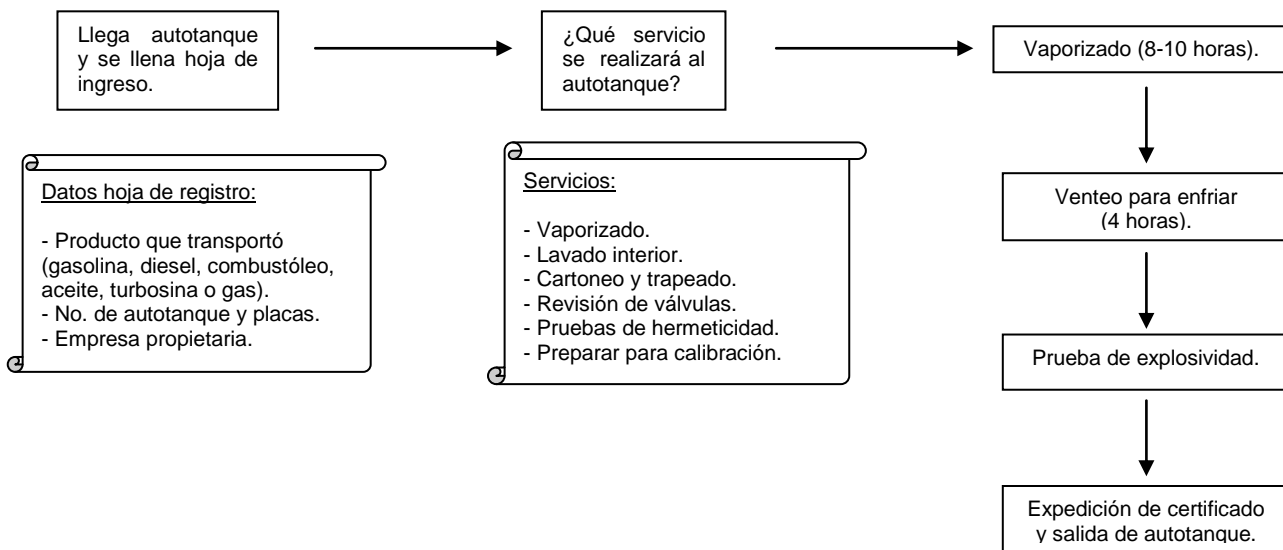 Llega autotanque
y se llena hoja de
ingreso.
¿Qué servicio
se realizará al
autotanque?
Vaporizado (8-10 horas).
Datos hoja de registro:
- Producto que transportó
(gasolina, diesel, combustóleo,
aceite, turbosina o gas).
- No. de autotanque y placas.
- Empresa propietaria.
Servicios:
- Vaporizado.
- Lavado interior.
- Cartoneo y trapeado.
- Revisión de válvulas.
- Pruebas de hermeticidad.
- Preparar para calibración.
Venteo para enfriar
(4 horas).
Prueba de explosividad.
Expedición de certificado
y salida de autotanque.